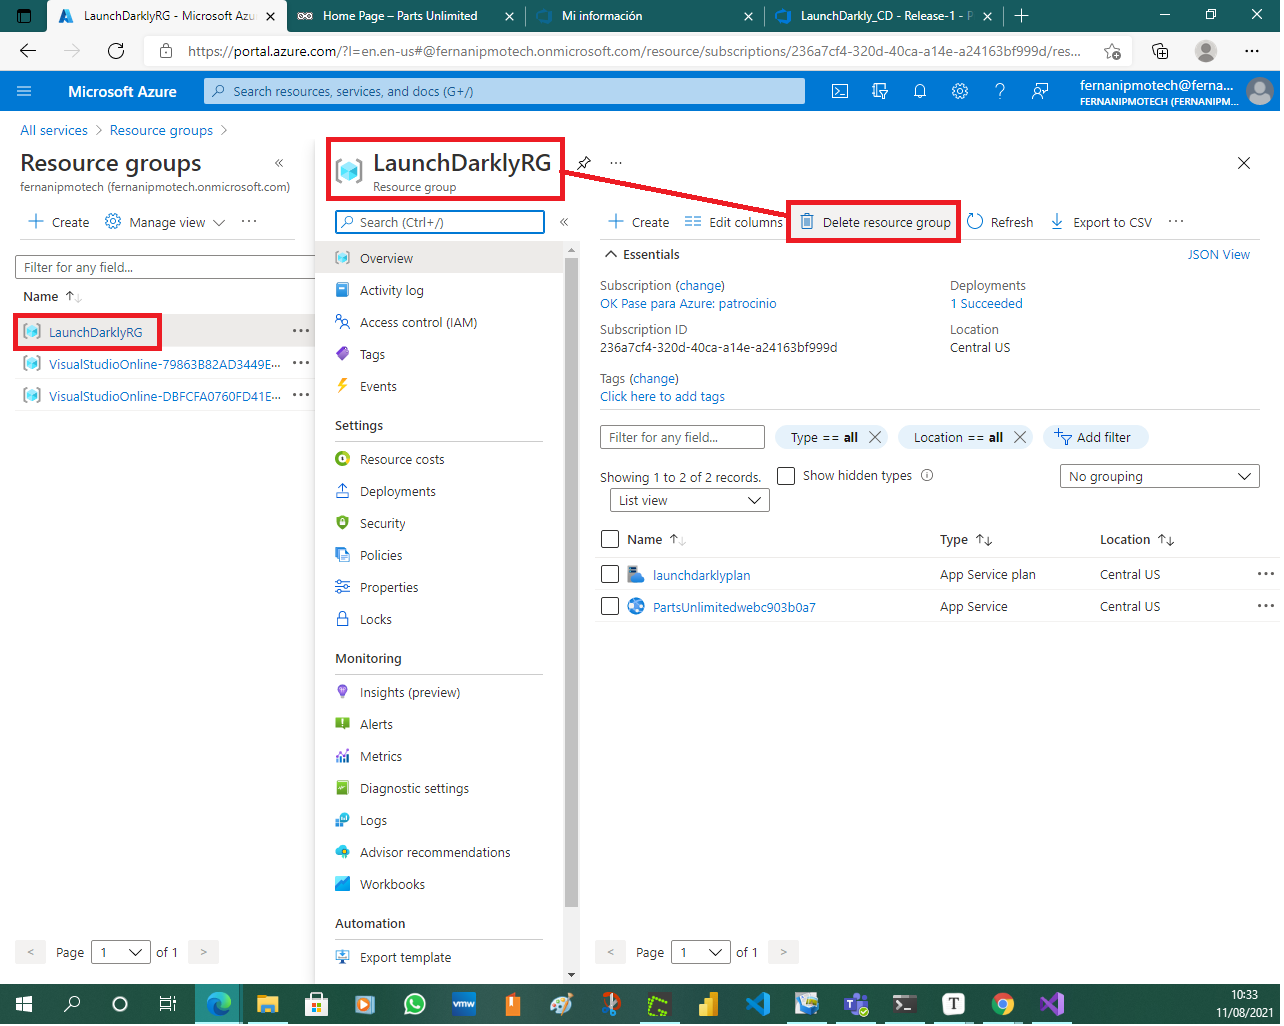 LaunchDarklyRG - Microsoft Azu
Home Page – Parts Unlimited
Mi información
LaunchDarkly_CD - Release-1 - P
https://portal.azure.com/?l=en.en-us#@fernanipmotech.onmicrosoft.com/resource/subscriptions/236a7cf4-320d-40ca-a14e-a24163bf999d/res...
Microsoft Azure
Search resources, services, and docs (G+/)
fernanipmotech@ferna...
FERNANIPMOTECH (FERNANIPM...
All services > Resource groups >
Resource groups
fernanipmotech (fernanipmotech.onmicrosoft.com)
Create
Manage view
Filter for any field...
Name
LaunchDarklyRG
VisualStudioOnline-79863B82AD3449E...
VisualStudioOnline-DBFCFA0760FD41E...
< Page 1 of 1 >
LaunchDarklyRG
Resource group
Search (Ctrl+/)
Overview
Activity log
Access control (IAM)
Tags
Events
Settings
Resource costs
Deployments
Security
Policies
Properties
Locks
Monitoring
Insights (preview)
Alerts
Metrics
Diagnostic settings
Logs
Advisor recommendations
Workbooks
Automation
Export template
Create
Edit columns
Delete resource group
Refresh
Export to CSV
Essentials
JSON View
Subscription (change)
OK Pase para Azure: patrocinio
Subscription ID
236a7cf4-320d-40ca-a14e-a24163bf999d
Deployments
1 Succeeded
Location
Central US
Tags (change)
Click here to add tags
Filter for any field...
Type == all
Location == all
Add filter
Showing 1 to 2 of 2 records.
Show hidden types
No grouping
List view
Name Type Location
launchdarklyplan App Service plan Central US
PartsUnlimitedwebc903b0a7 App Service Central US
< Page 1 of 1 >
vmw
T
10:33
11/08/2021